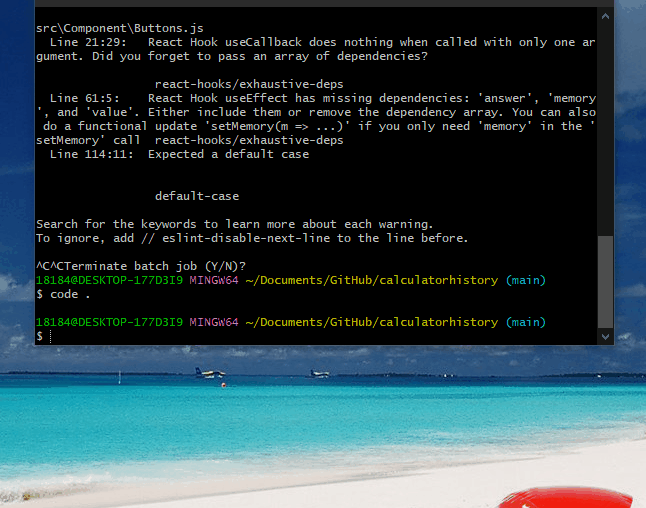 src\Component\Buttons.js
  Line 21:29:   React Hook useCallback does nothing when called with only one ar
gument. Did you forget to pass an array of dependencies?
                 react-hooks/exhaustive-deps
  Line 61:5:    React Hook useEffect has missing dependencies: 'answer', 'memory
', and 'value'. Either include them or remove the dependency array. You can also
 do a functional update 'setMemory(m => ...)' if you only need 'memory' in the '
setMemory' call  react-hooks/exhaustive-deps
  Line 114:11:  Expected a default case
                 default-case
Search for the keywords to learn more about each warning.
To ignore, add // eslint-disable-next-line to the line before.
^C^CTerminate batch job (Y/N)?
18184@DESKTOP-177D3I9 MINGW64 ~/Documents/GitHub/calculatorhistory (main)
$ code .
18184@DESKTOP-177D3I9 MINGW64 ~/Documents/GitHub/calculatorhistory (main)
$